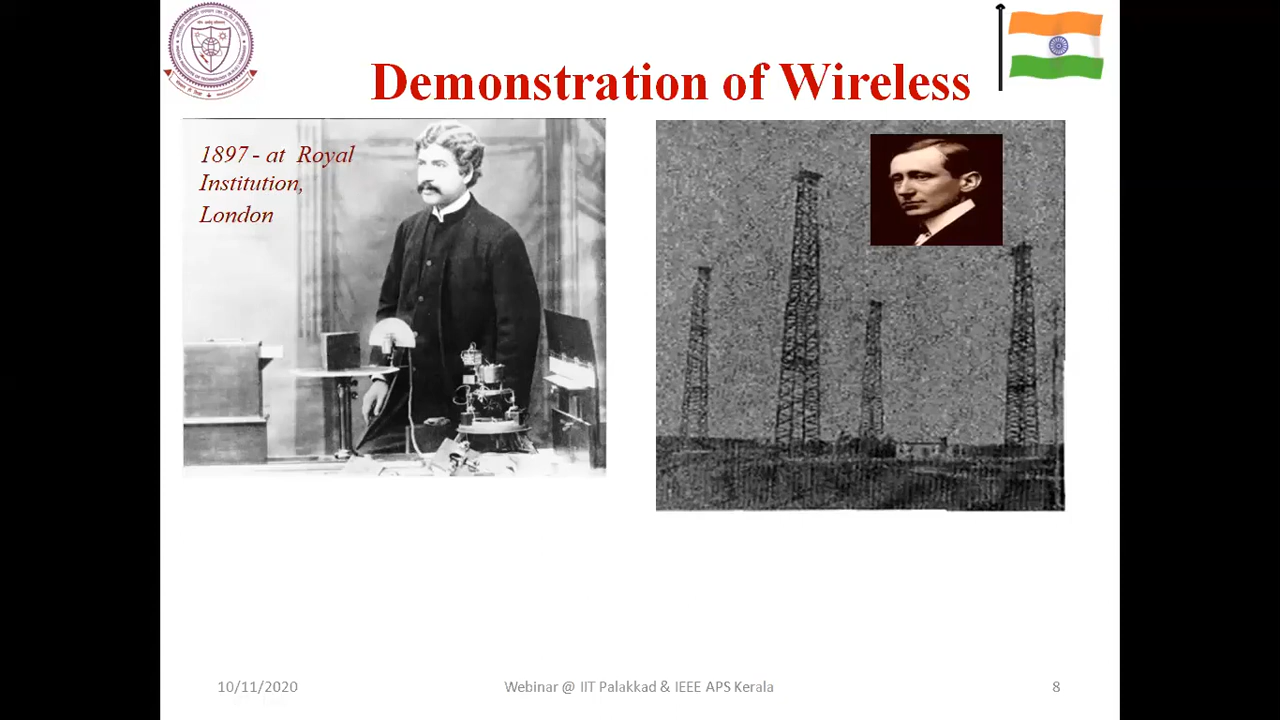 Demonstration of Wireless
1897 - at Royal
Institution,
London
10/11/2020
Webinar @ IIT Palakkad & IEEE APS Kerala
8